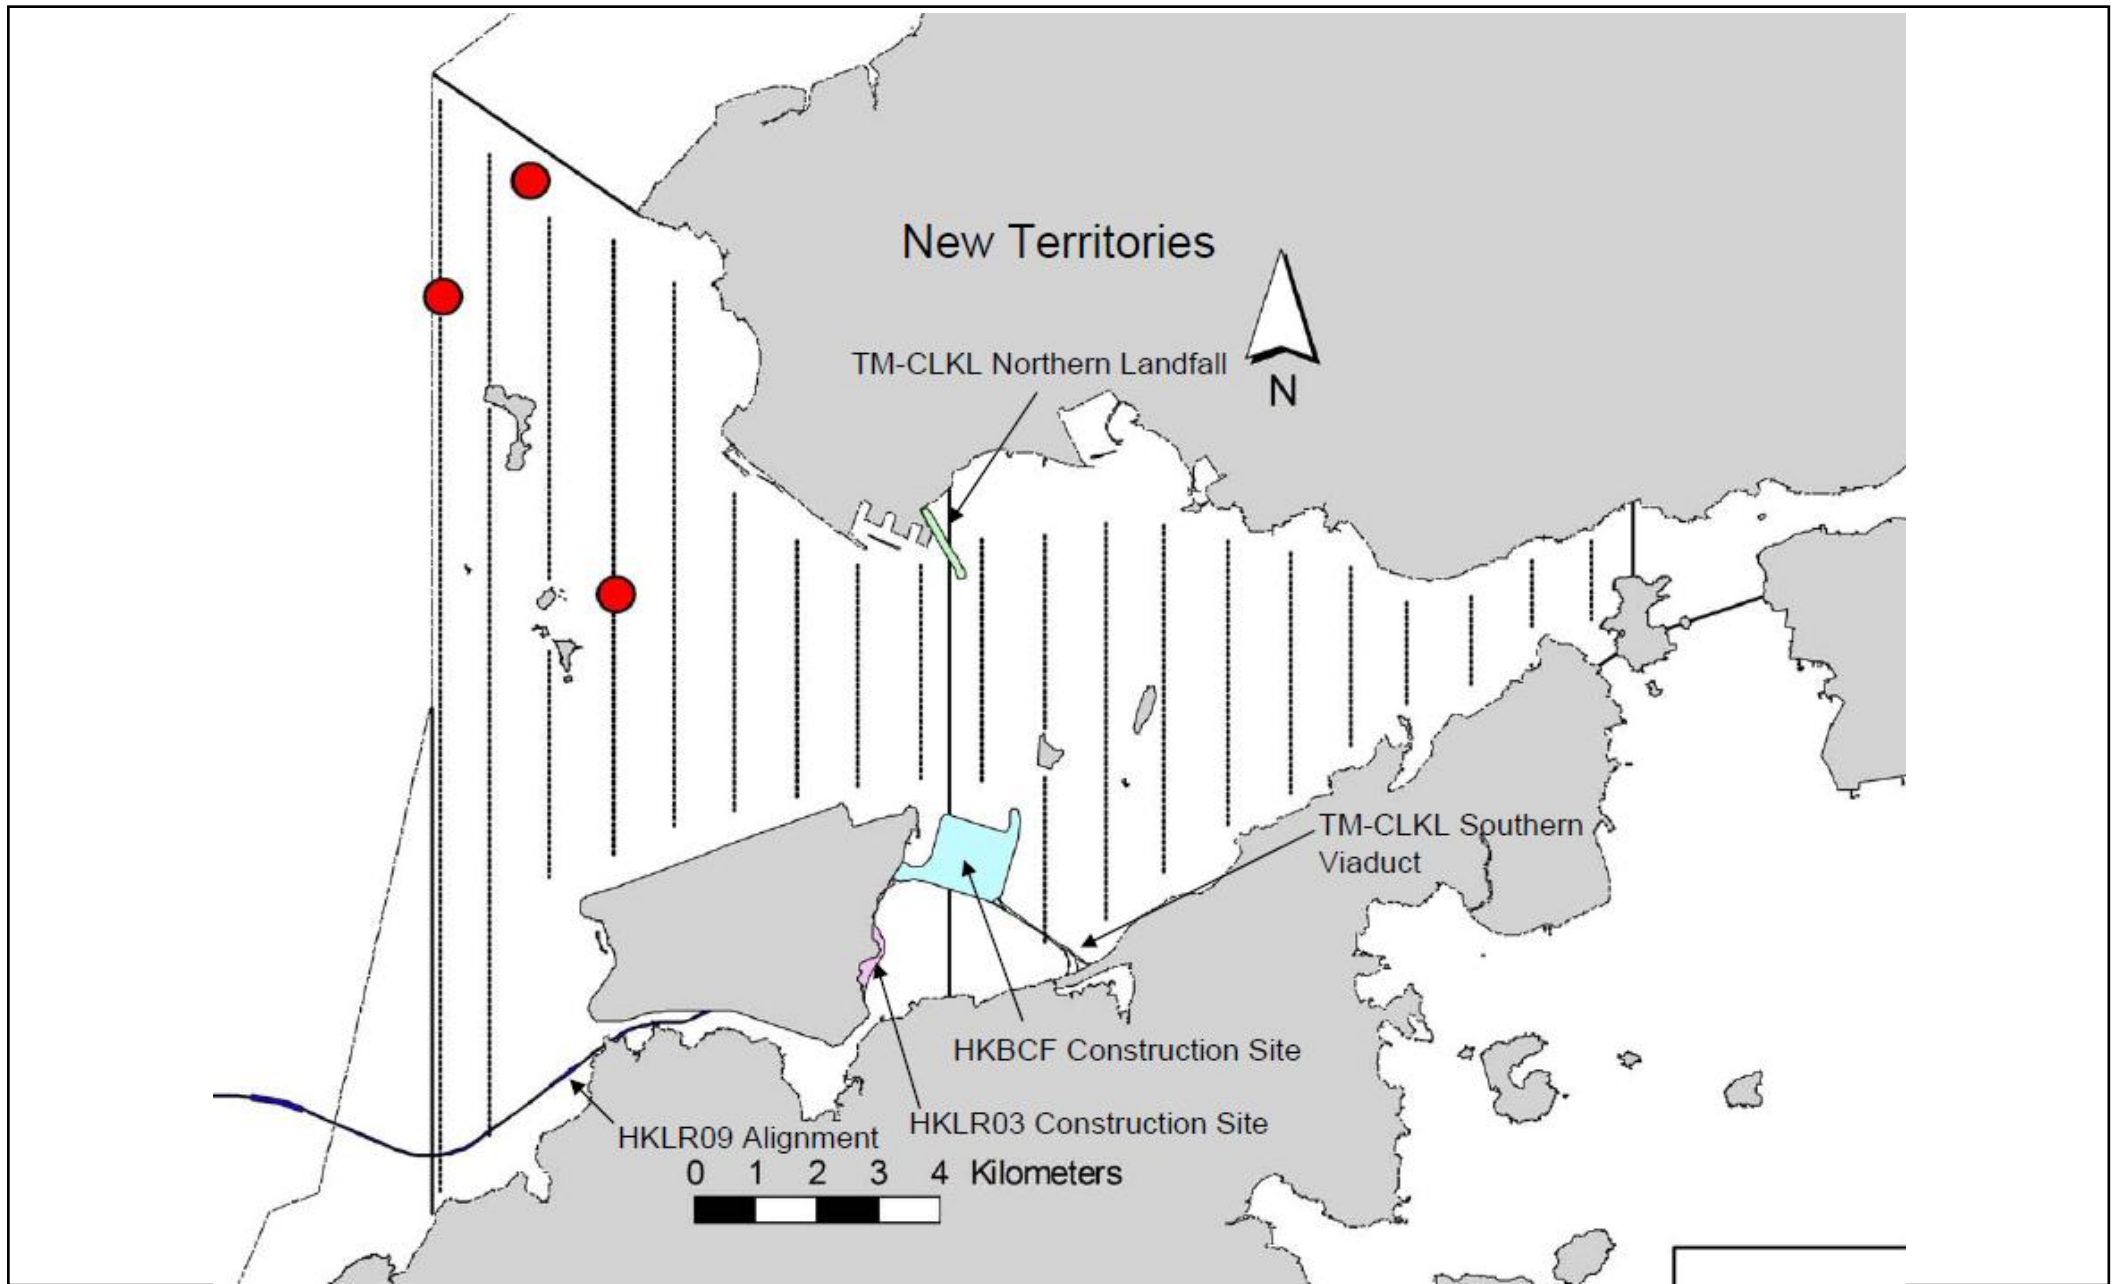 New Territories
TM-CLKL Northern Landfall
N
TM-CLKL Southern
Viaduct
HKBCF Construction Site
HKLR03 Construction Site
HKLR09 Alignment
0 1 2 3 4 Kilometers